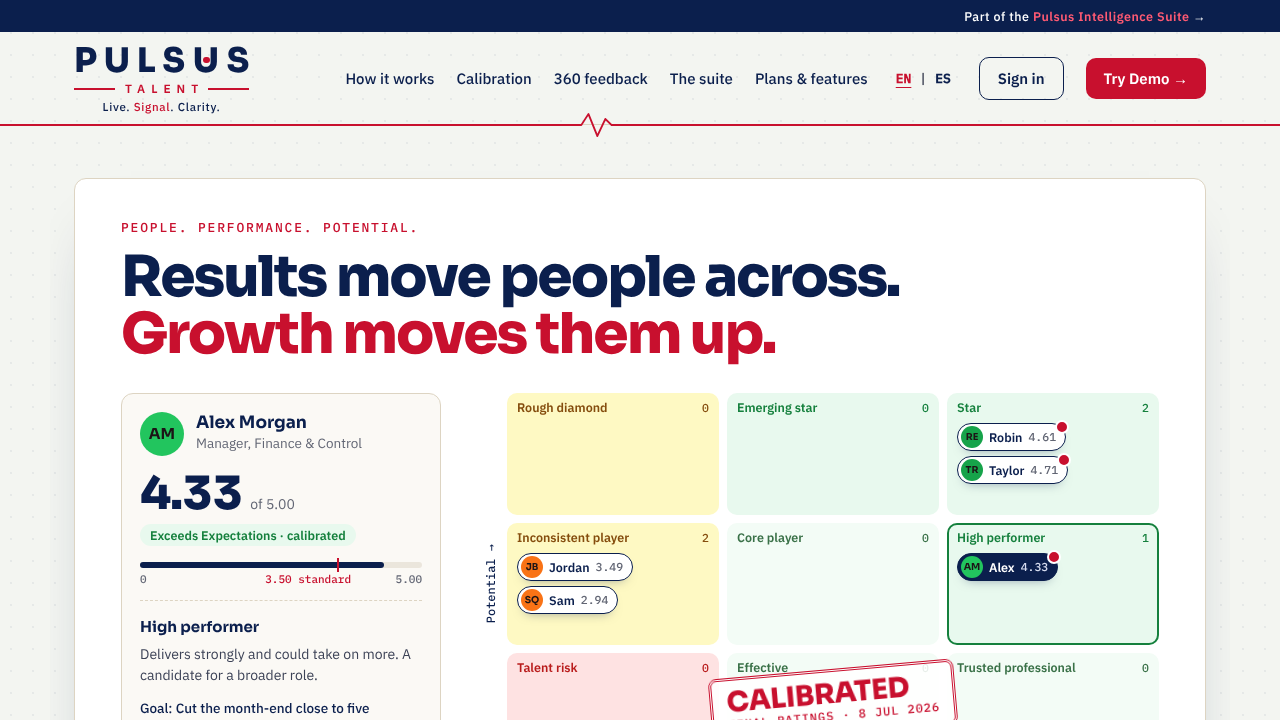 Part of the Pulsus Intelligence Suite →
PULSUS
TALENT
Live. Signal. Clarity.
How it works
Calibration
360 feedback
The suite
Plans & features
EN | ES
Sign in
Try Demo →
PEOPLE. PERFORMANCE. POTENTIAL.
Results move people across.
Growth moves them up.
AM
Alex Morgan
Manager, Finance & Control
4.33 of 5.00
Exceeds Expectations · calibrated
0 3.50 standard 5.00
High performer
Delivers strongly and could take on more. A
candidate for a broader role.
Goal: Cut the month-end close to five
Potential →
Rough diamond 0
Emerging star 0
Star 2
RE Robin 4.61
TR Taylor 4.71
Inconsistent player 2
JB Jordan 3.49
SQ Sam 2.94
Core player 0
High performer 1
AM Alex 4.33
Talent risk 0
Effective
Trusted professional 0
CALIBRATED
RATINGS · 8 JUL 2026